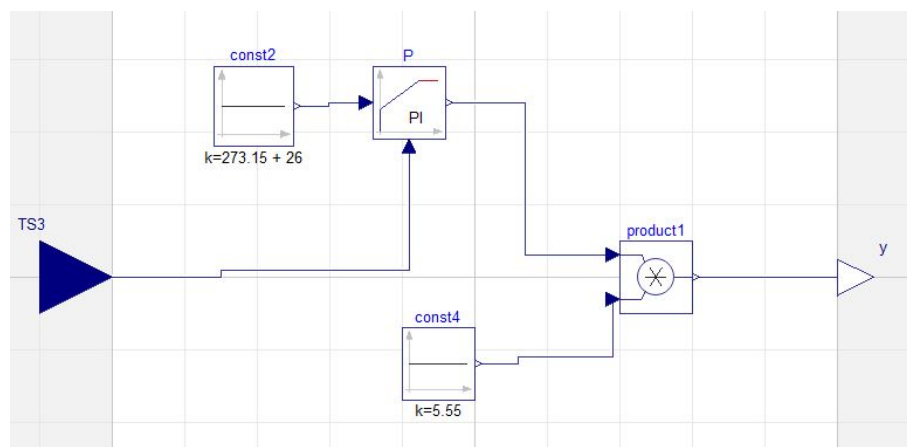 const2
P
PI
k=273.15 + 26
TS3
product1
y
const4
k=5.55